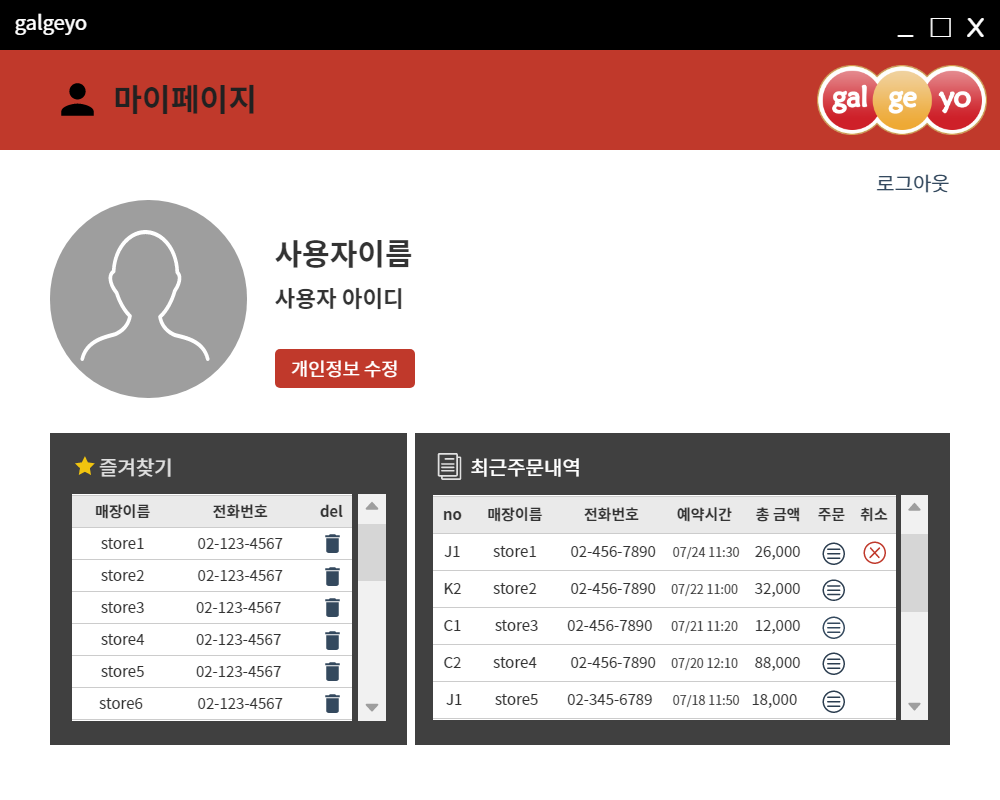 galgeyo
마이페이지
gal ge yo
로그아웃
사용자이름
사용자 아이디
개인정보 수정
즐겨찾기
매장이름 전화번호 del
store1 02-123-4567
store2 02-123-4567
store3 02-123-4567
store4 02-123-4567
store5 02-123-4567
store6 02-123-4567
최근주문내역
no 매장이름 전화번호 예약시간 총 금액 주문 취소
J1 store1 02-456-7890 07/24 11:30 26,000
K2 store2 02-456-7890 07/22 11:00 32,000
C1 store3 02-456-7890 07/21 11:20 12,000
C2 store4 02-456-7890 07/20 12:10 88,000
J1 store5 02-345-6789 07/18 11:50 18,000